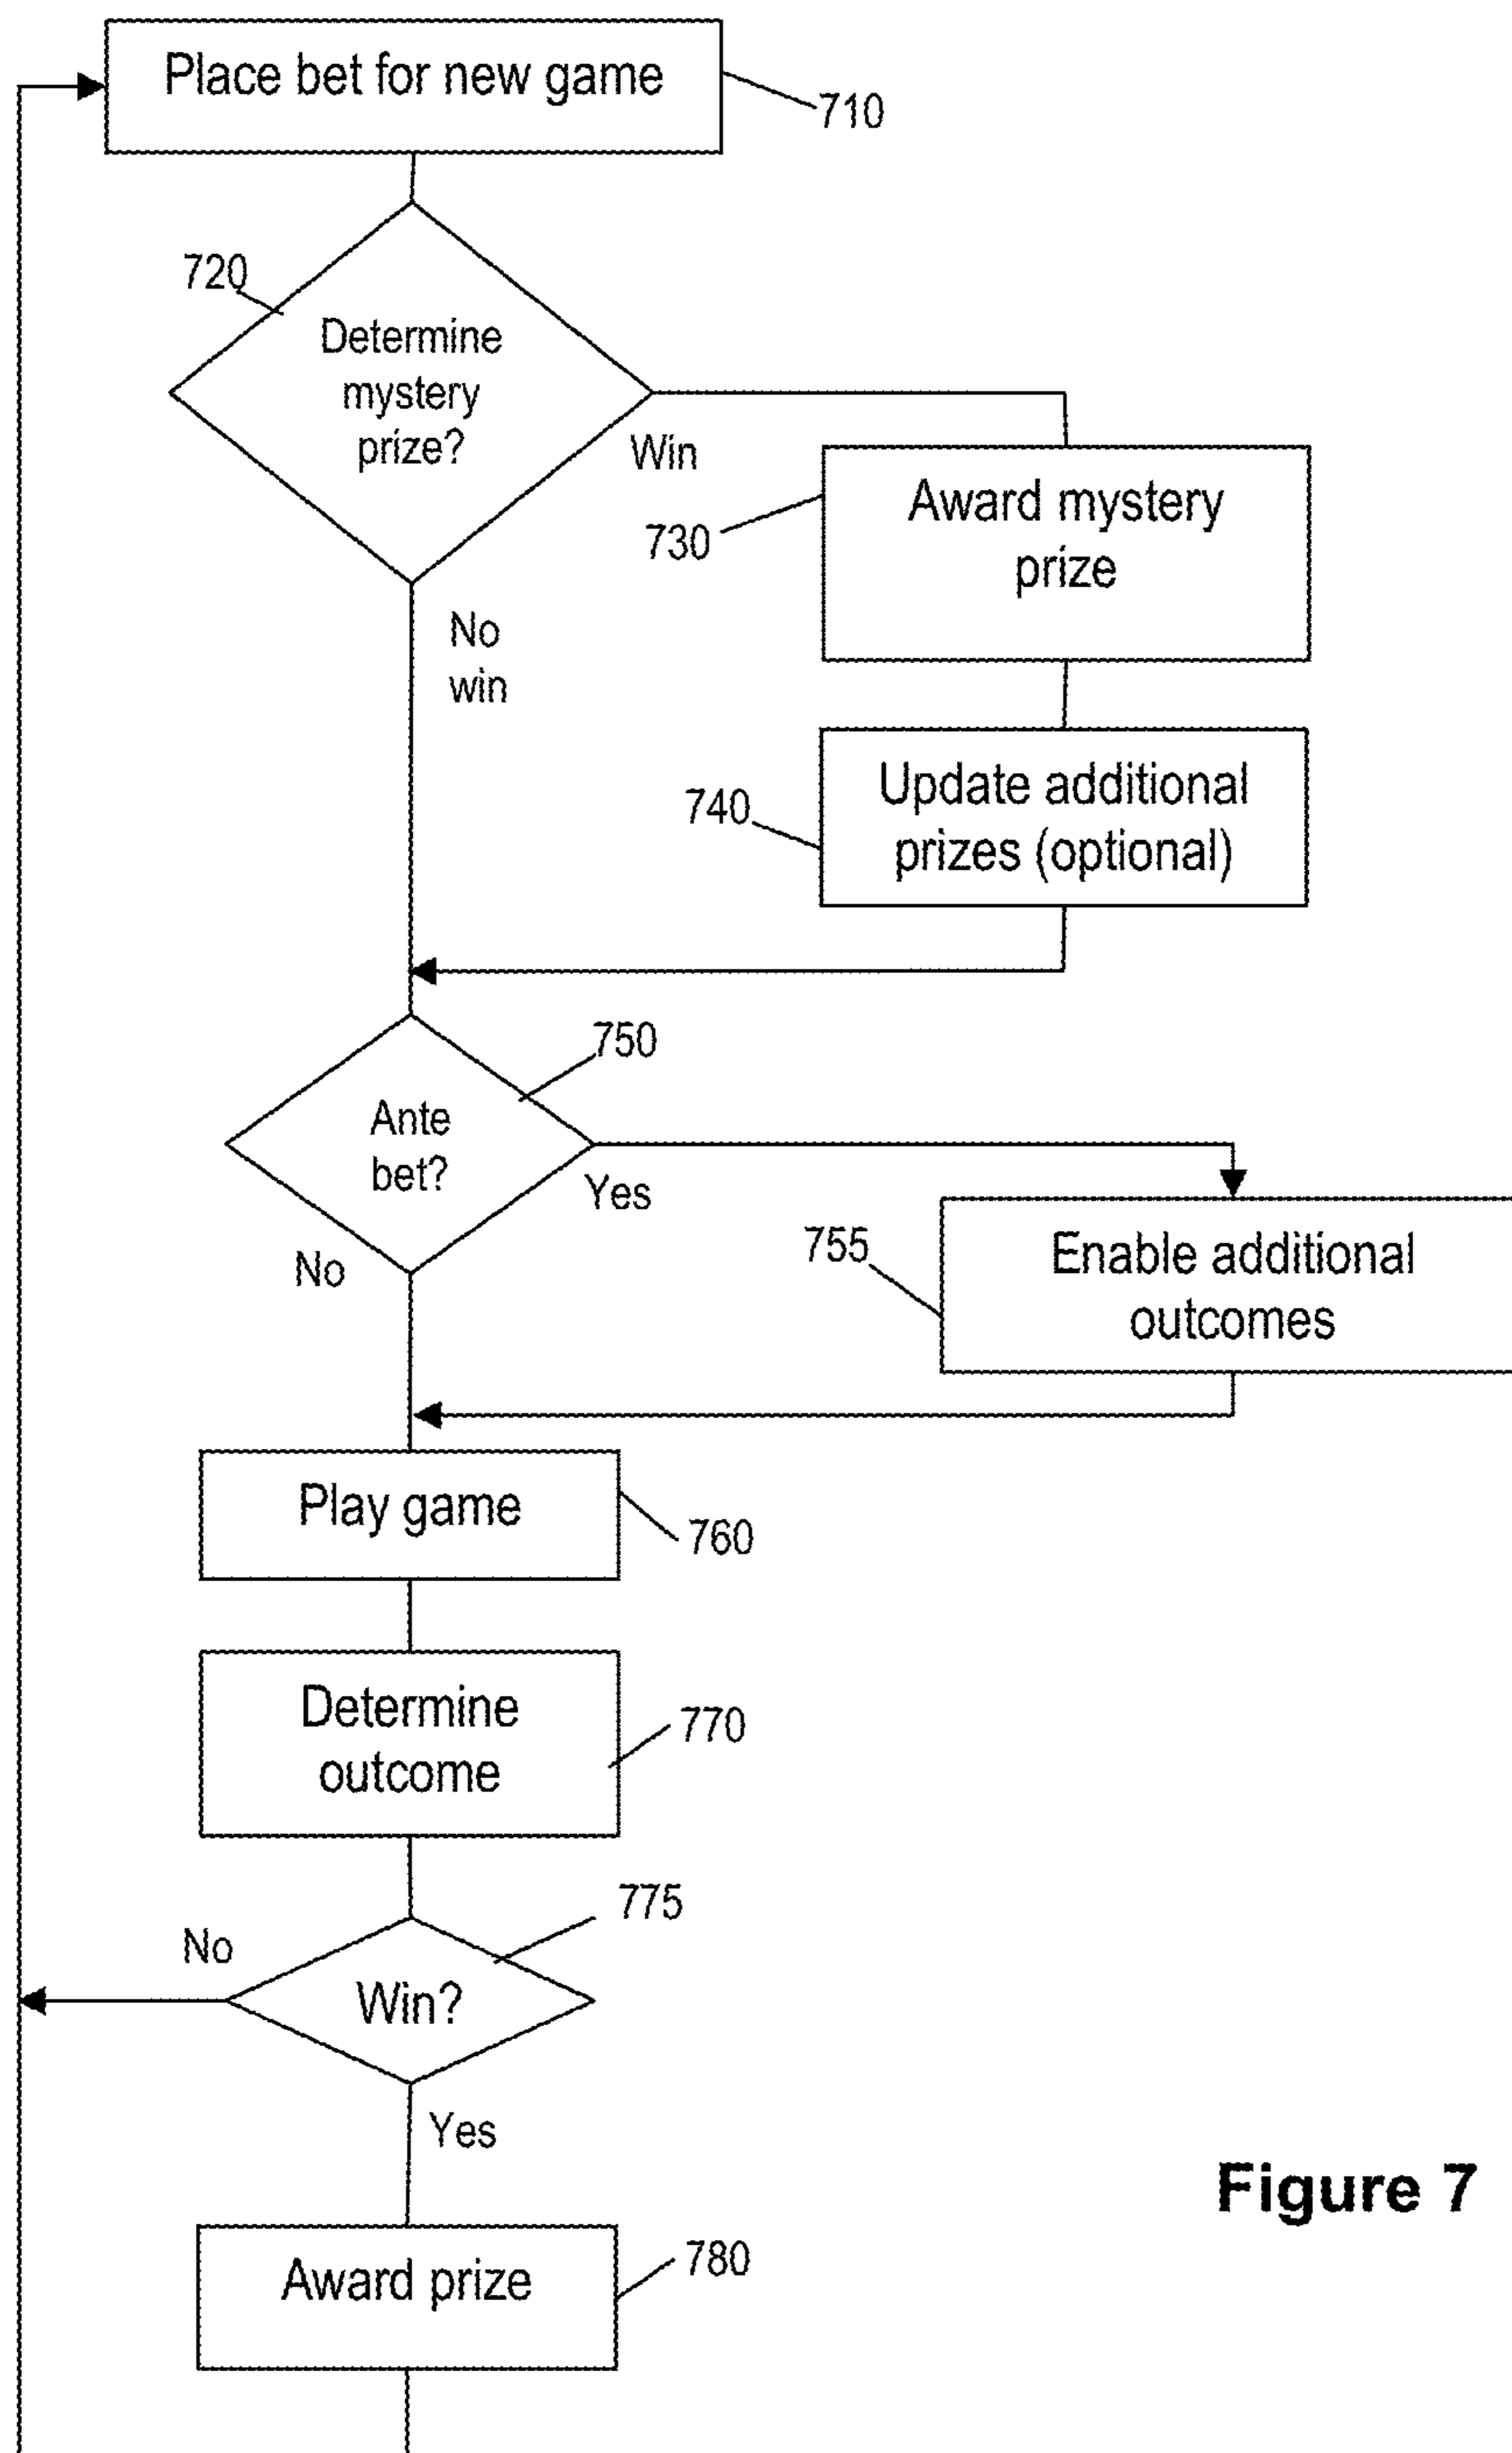 Place bet for new game
710
720
Determine
mystery
prize?
Win
Award mystery
prize
730
No
win
Update additional
prizes (optional)
740
750
Ante
bet?
Yes
No
755
Enable additional
outcomes
Play game
760
Determine
outcome
770
775
No
Win?
Yes
Award prize
780
Figure 7